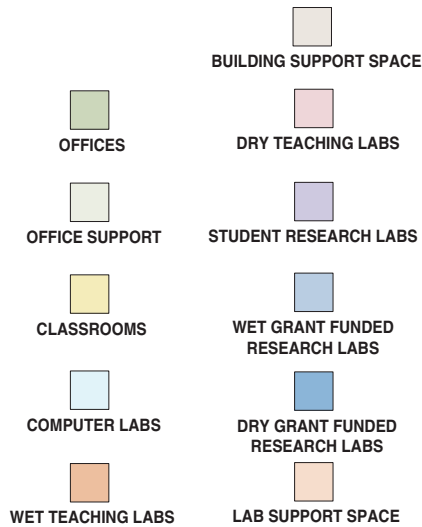 BUILDING SUPPORT SPACE
OFFICES
DRY TEACHING LABS
OFFICE SUPPORT
STUDENT RESEARCH LABS
CLASSROOMS
WET GRANT FUNDED
RESEARCH LABS
COMPUTER LABS
DRY GRANT FUNDED
RESEARCH LABS
WET TEACHING LABS
LAB SUPPORT SPACE